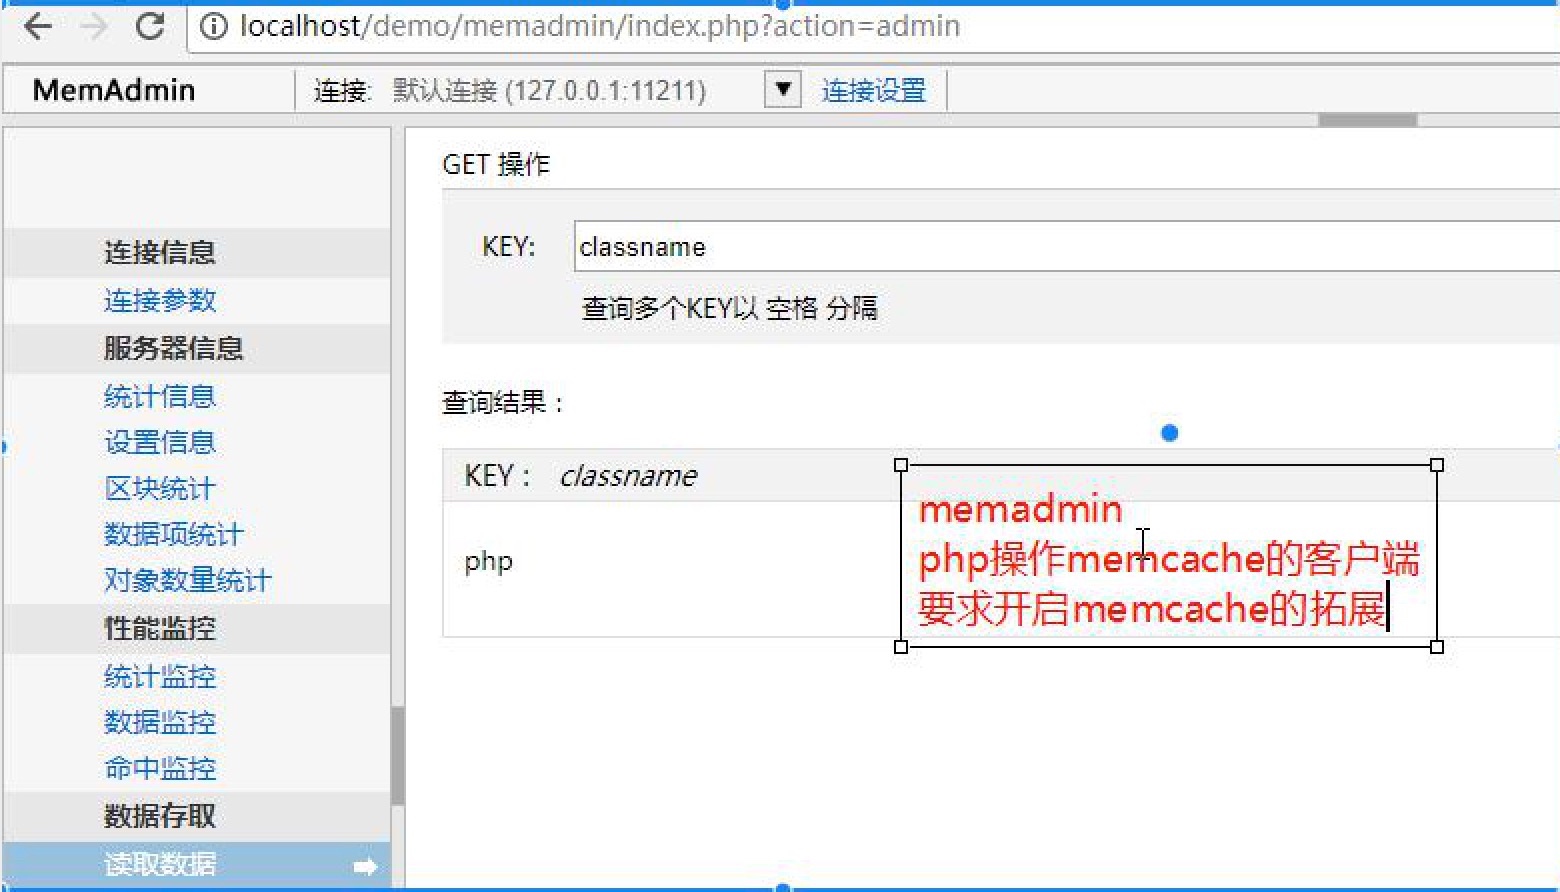 localhost/demo/memadmin/index.php?action=admin
MemAdmin
连接: 默认连接 (127.0.0.1:11211) ▼ 连接设置
连接信息
连接参数
服务器信息
统计信息
设置信息
区块统计
数据项统计
对象数量统计
性能监控
统计监控
数据监控
命中监控
数据存取
读取数据
GET 操作
KEY: classname
查询多个KEY以 空格 分隔
查询结果：
KEY： classname
php
memadmin
php操作memcache的客户端
要求开启memcache的拓展